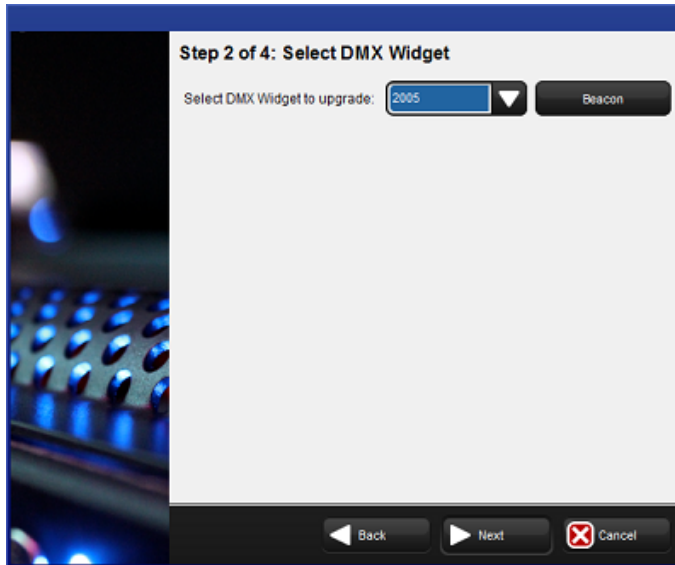 Step 2 of 4: Select DMX Widget
Select DMX Widget to upgrade: 2005 Beacon
Back Next Cancel